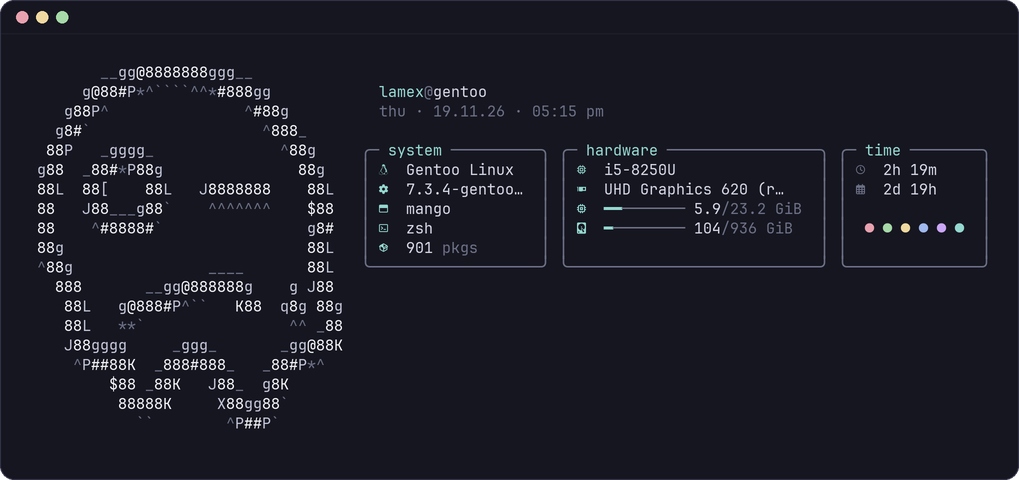 lamex@gentoo
thu · 19.11.26 · 05:15 pm
system
Gentoo Linux
7.3.4-gentoo…
mango
zsh
901 pkgs
hardware
i5-8250U
UHD Graphics 620 (r…
5.9/23.2 GiB
104/936 GiB
time
2h 19m
2d 19h